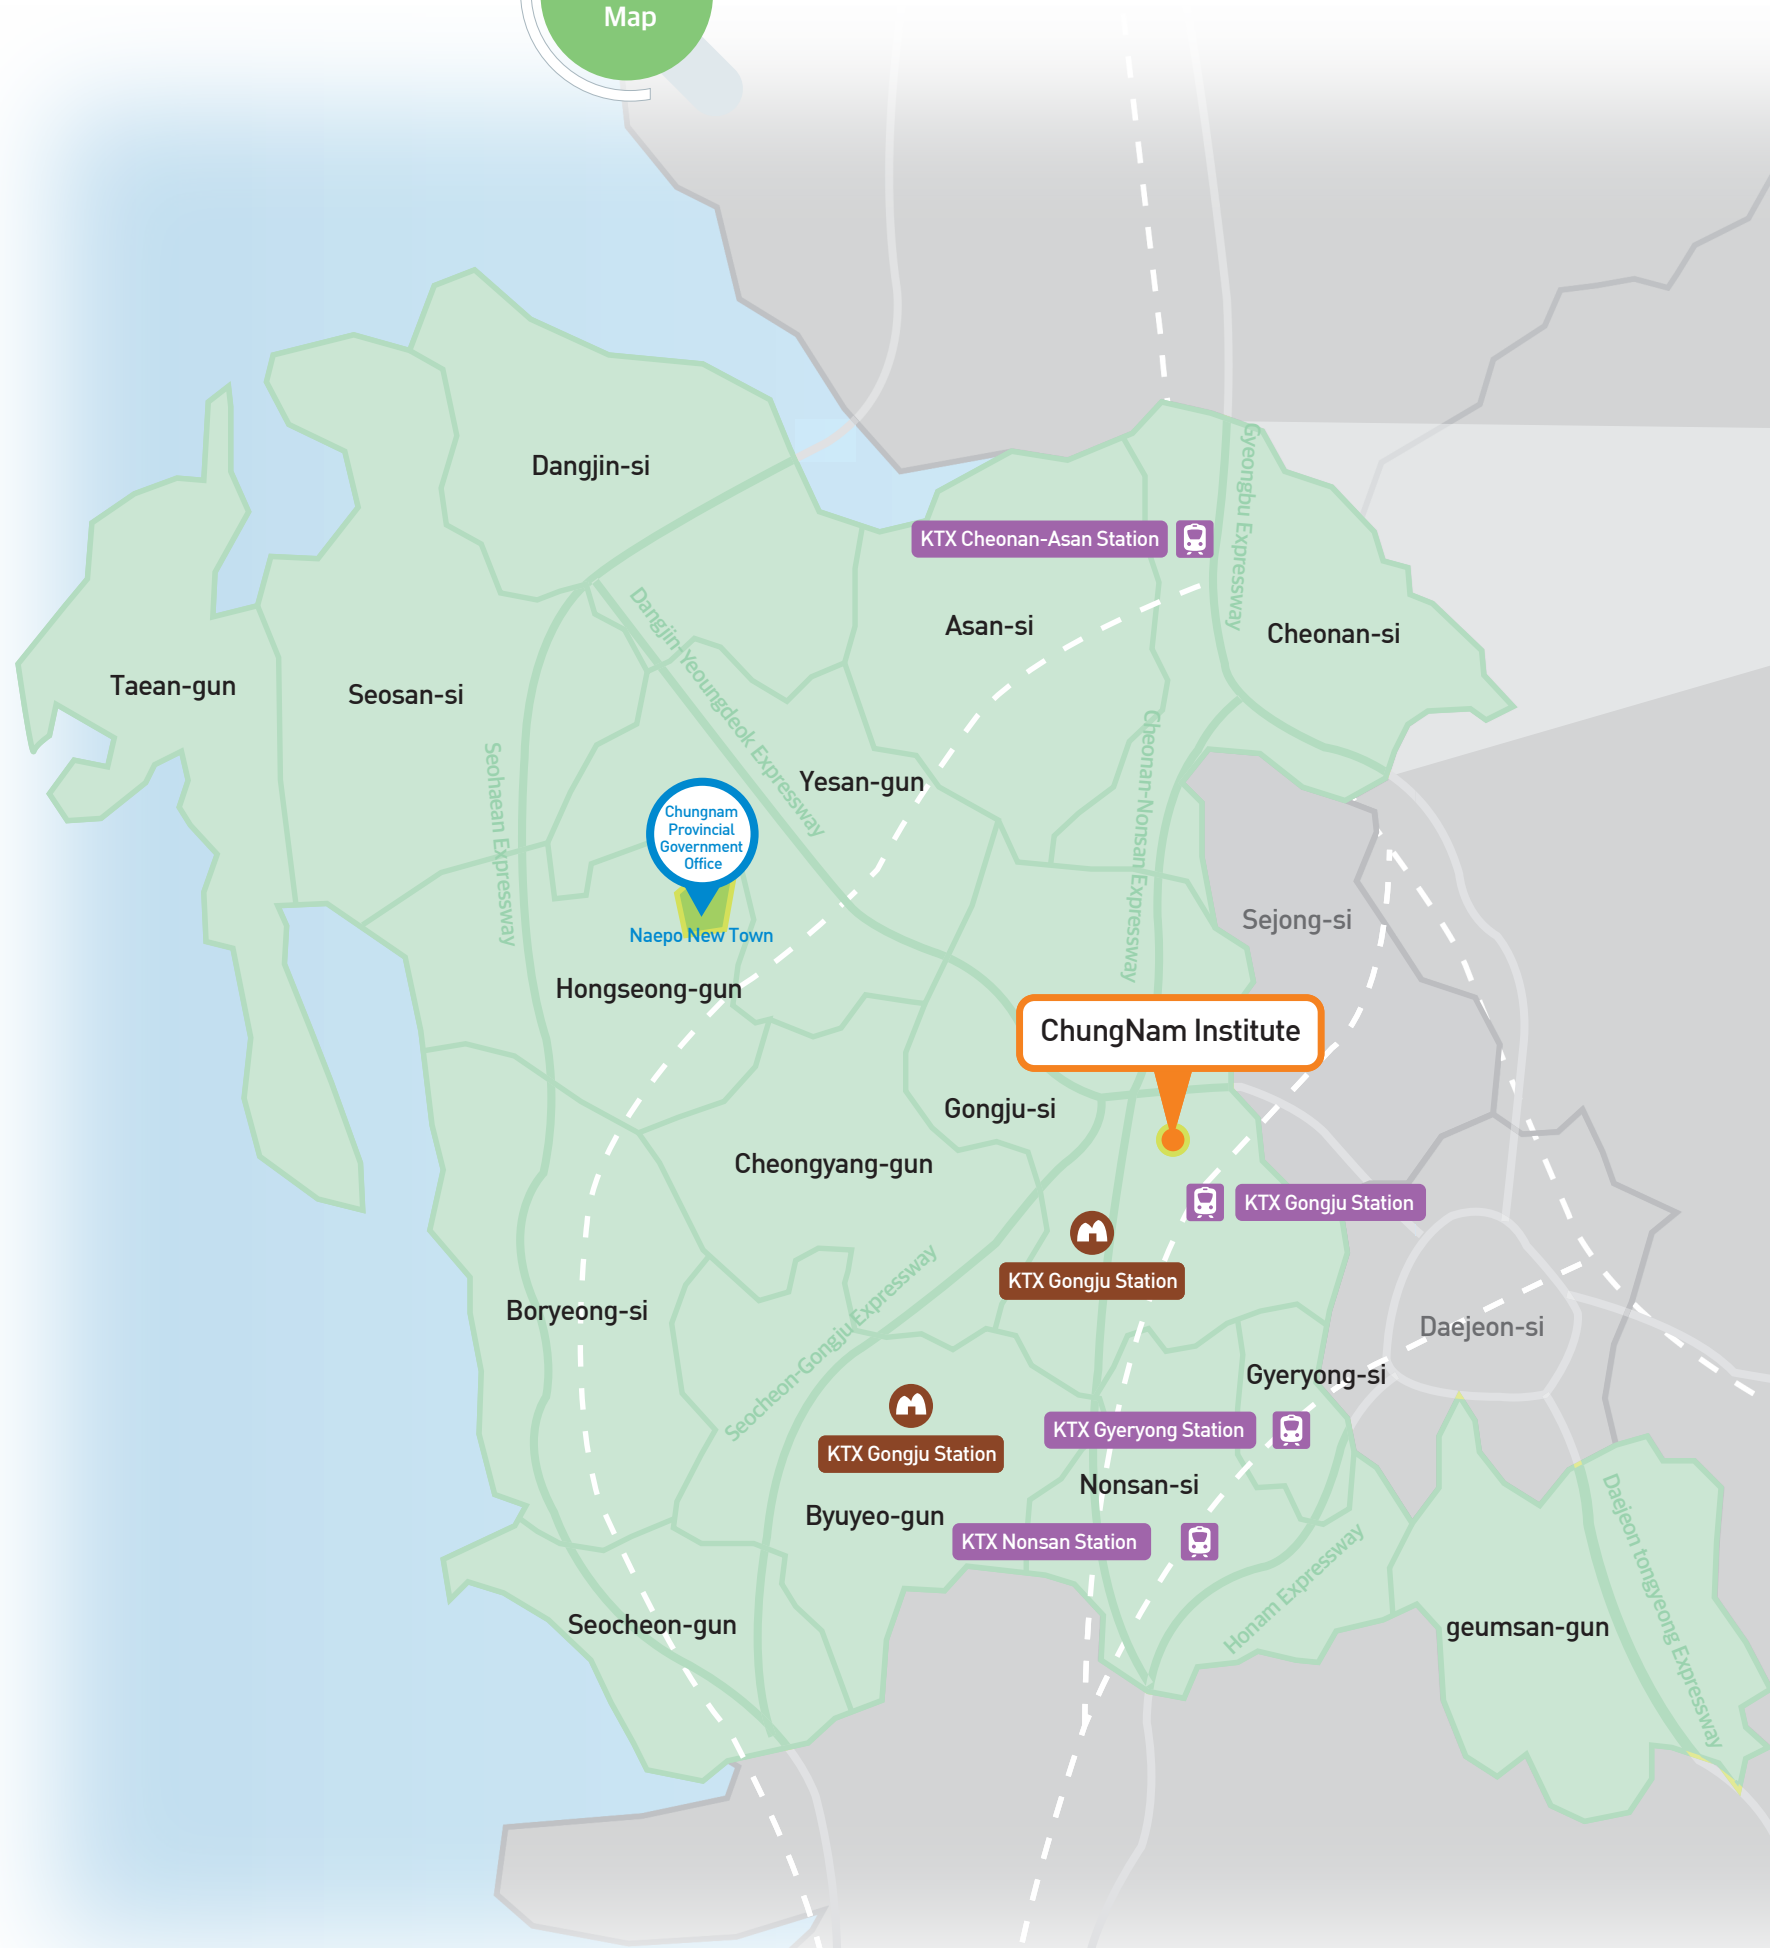 Map
Dangjin-si
Gyeongbu Expressway
KTX Cheonan-Asan Station
Dangjin-Yeoungdeok Expressway
Asan-si
Cheonan-si
Taean-gun
Seosan-si
Seohaean Expressway
Cheonan-Nonsan Expressway
Yesan-gun
Chungnam
Provincial
Government
Office
Naepo New Town
Sejong-si
Hongseong-gun
ChungNam Institute
Gongju-si
Cheongyang-gun
KTX Gongju Station
KTX Gongju Station
Seocheon-Gongju Expressway
Boryeong-si
Daejeon-si
Gyeryong-si
KTX Gyeryong Station
KTX Gongju Station
Nonsan-si
Byuyeo-gun
KTX Nonsan Station
Honam Expressway
Daejeon tongyeong Expressway
Seocheon-gun
geumsan-gun